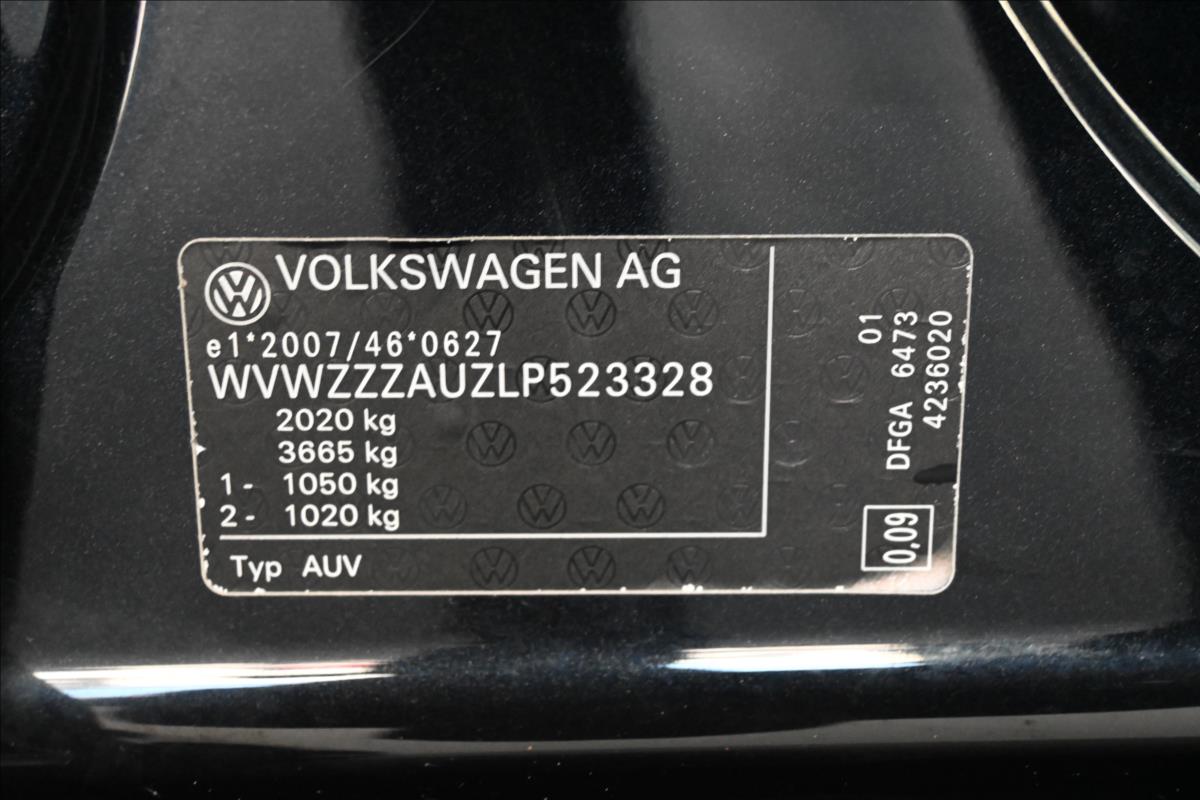 VOLKSWAGEN AG
e1*2007/46*0627
WVWZZZAUZLP523328
2020 kg
3665 kg
1- 1050 kg
2- 1020 kg
Typ AUV
01
DFGA 6473
4236020
0,09